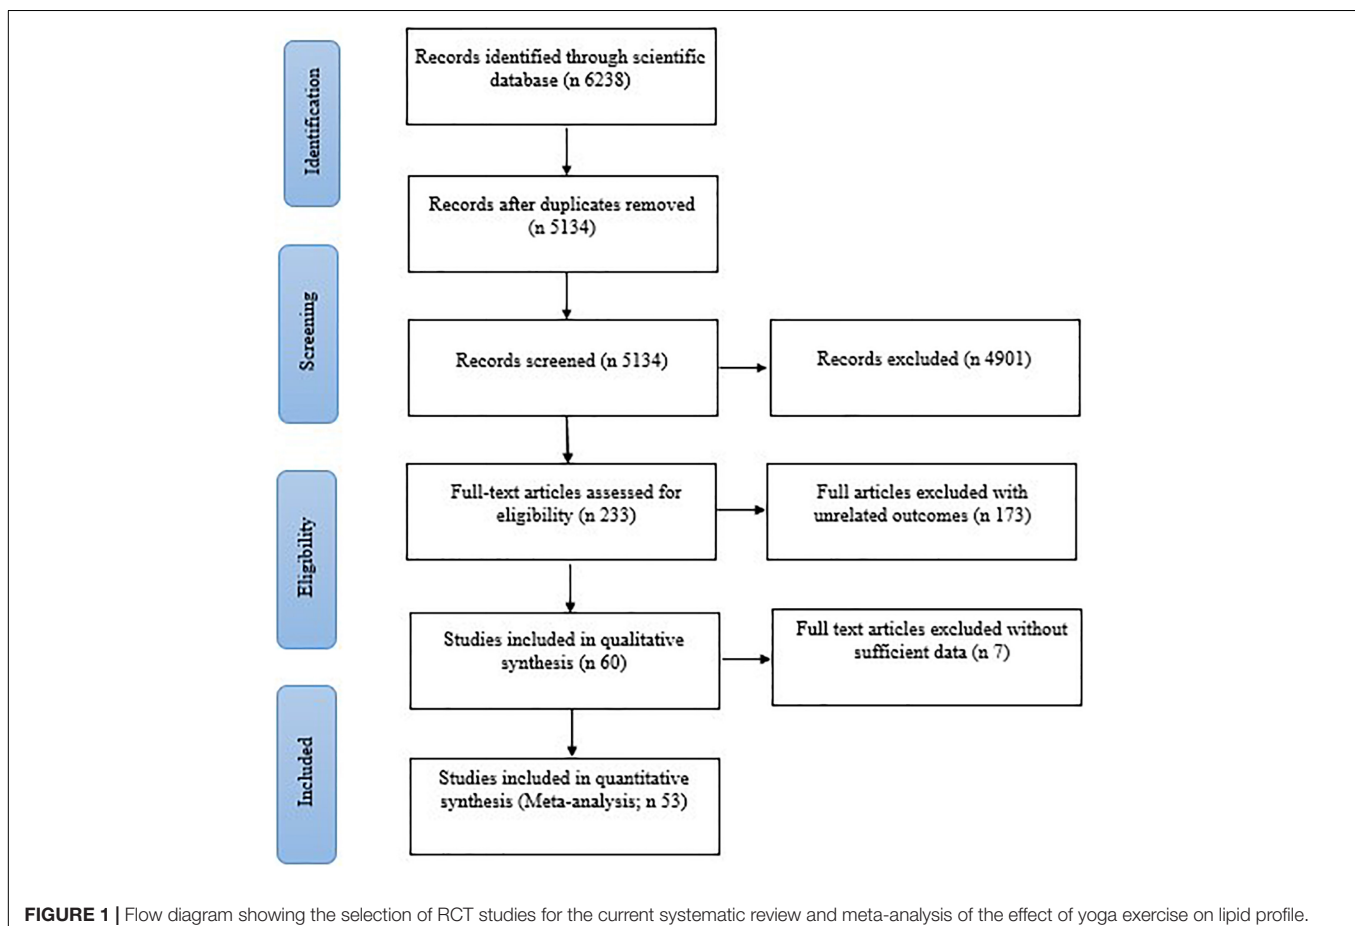 Identification
Records identified through scientific
database (n 6238)
Records after duplicates removed
(n 5134)
Screening
Records screened (n 5134)
Records excluded (n 4901)
Eligibility
Full-text articles assessed for
eligibility (n 233)
Full articles excluded with
unrelated outcomes (n 173)
Studies included in qualitative
synthesis (n 60)
Full text articles excluded without
sufficient data (n 7)
Included
Studies included in quantitative
synthesis (Meta-analysis; n 53)
FIGURE 1 | Flow diagram showing the selection of RCT studies for the current systematic review and meta-analysis of the effect of yoga exercise on lipid profile.